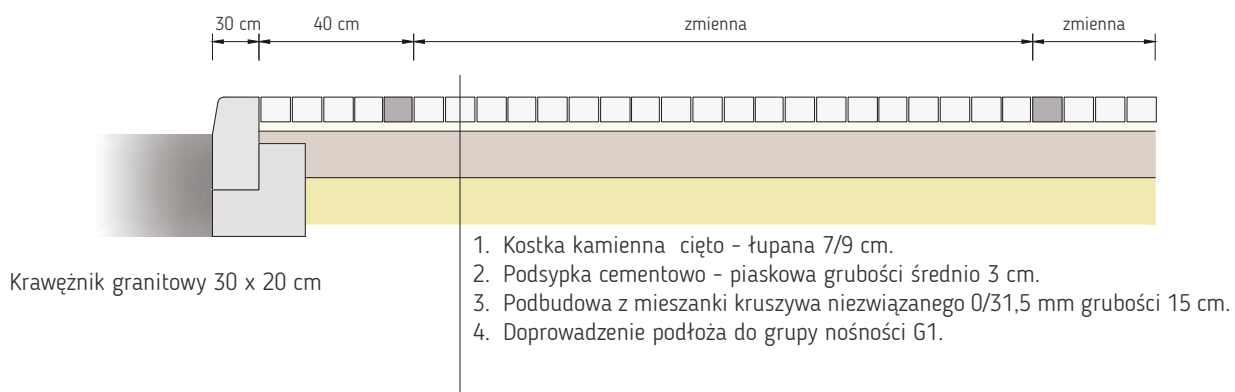 30 cm 40 cm zmienna zmienna
1. Kostka kamienna cięto - łupana 7/9 cm.
2. Podsypka cementowo - piaskowa grubości średnio 3 cm.
Krawężnik granitowy 30 x 20 cm
3. Podbudowa z mieszanki kruszywa niezwiązanego 0/31,5 mm grubości 15 cm.
4. Doprowadzenie podłoża do grupy nośności G1.